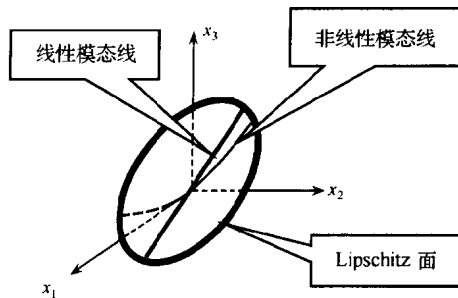 x₃
线性模态线
非线性模态线
x₂
Lipschitz 面
x₁